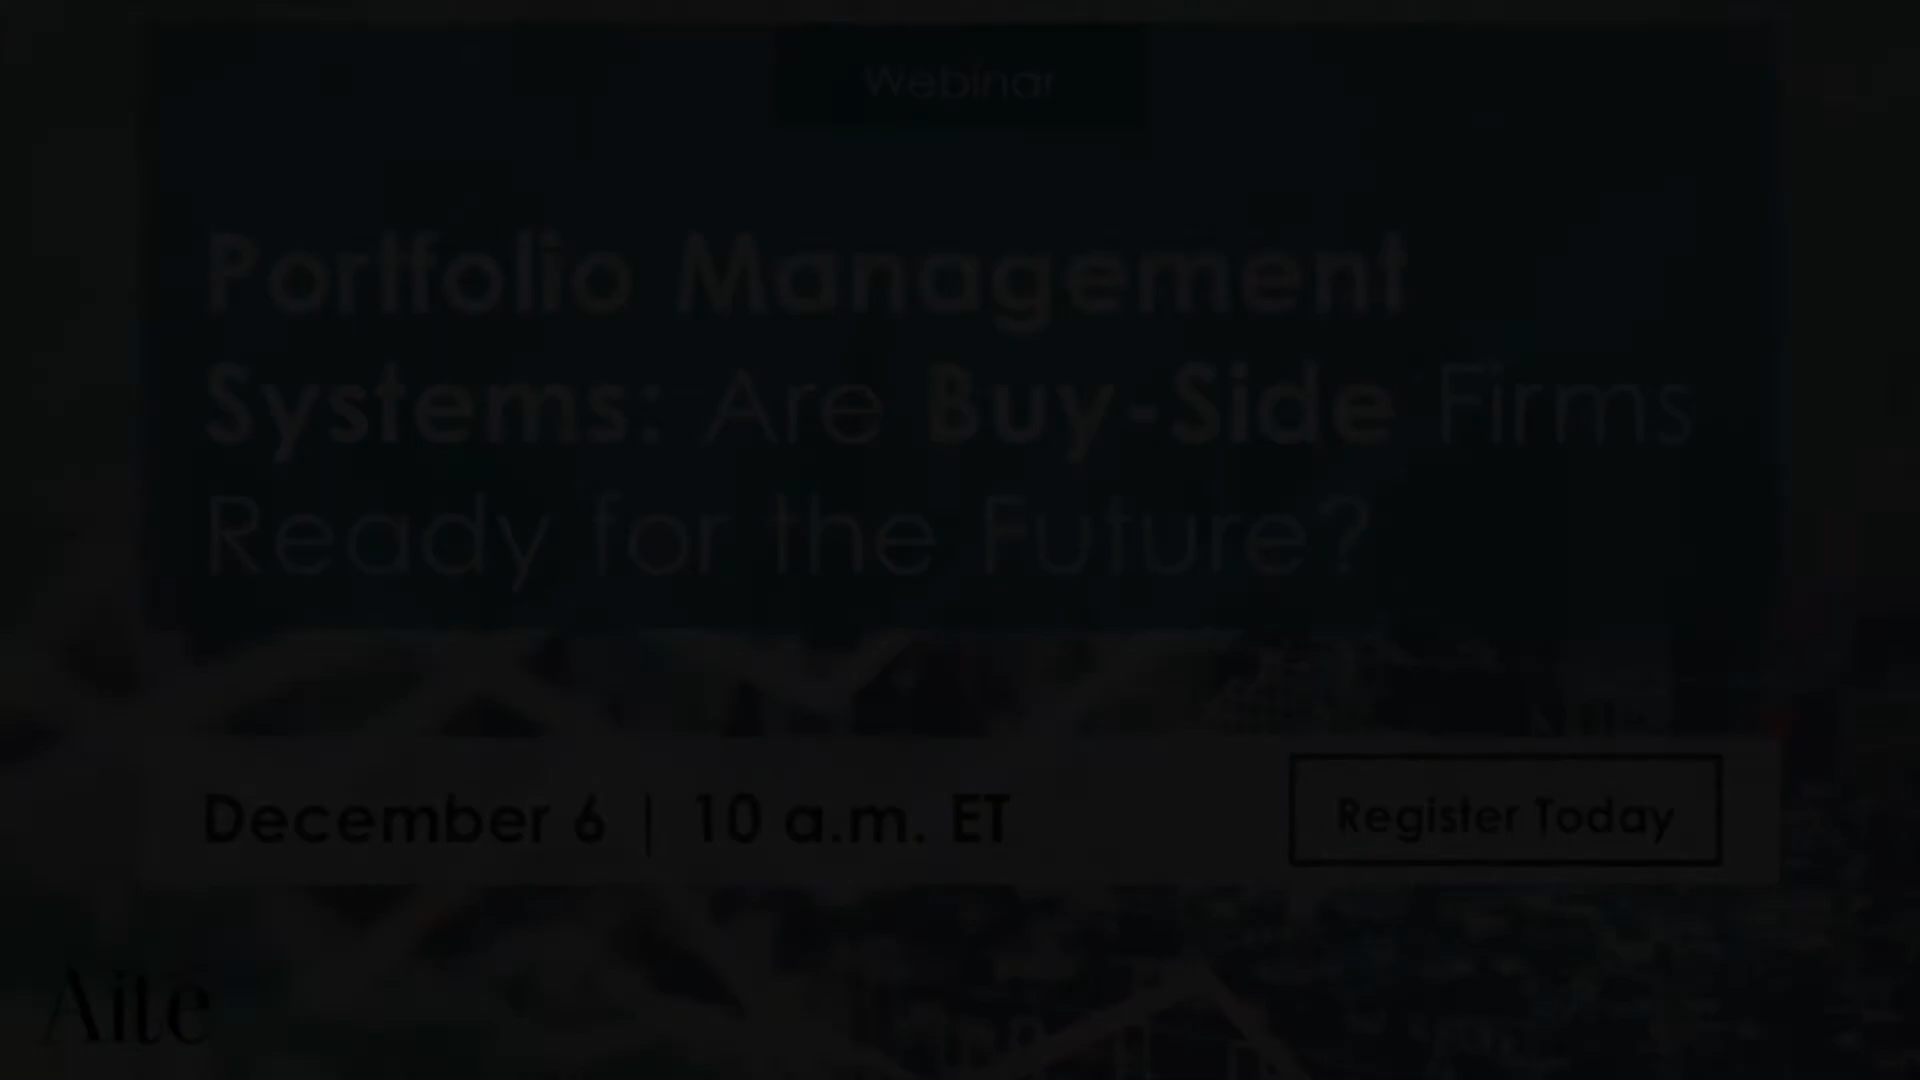 Webinar
Portfolio Management
Systems: Are Buy-Side Firms
Ready for the Future?
December 6 | 10 a.m. ET
Register Today
Aite